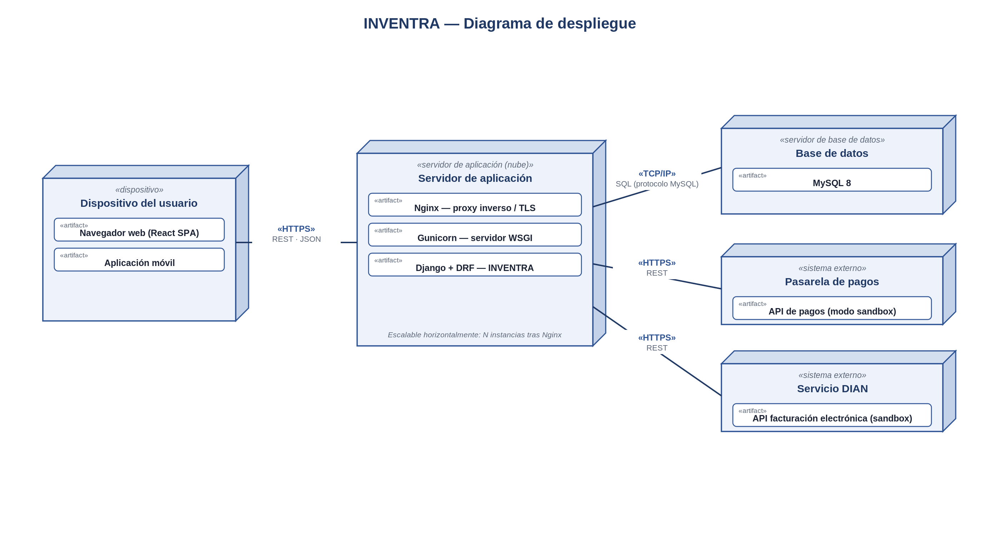 INVENTRA — Diagrama de despliegue
«dispositivo»
Dispositivo del usuario
«artifact»
Navegador web (React SPA)
«artifact»
Aplicación móvil
«HTTPS»
REST · JSON
«servidor de aplicación (nube)»
Servidor de aplicación
«artifact»
Nginx — proxy inverso / TLS
«artifact»
Gunicorn — servidor WSGI
«artifact»
Django + DRF — INVENTRA
Escalable horizontalmente: N instancias tras Nginx
«TCP/IP»
SQL (protocolo MySQL)
«HTTPS»
REST
«HTTPS»
REST
«servidor de base de datos»
Base de datos
«artifact»
MySQL 8
«sistema externo»
Pasarela de pagos
«artifact»
API de pagos (modo sandbox)
«sistema externo»
Servicio DIAN
«artifact»
API facturación electrónica (sandbox)